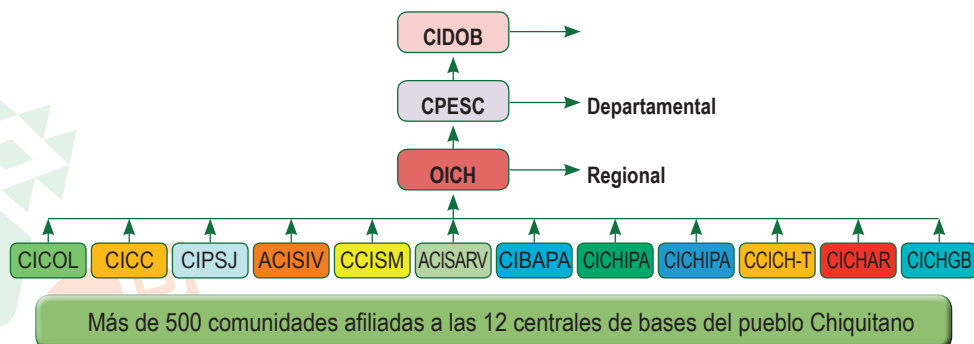 CIDOB
CPESC Departamental
OICH Regional
CICOL CICC CIPSJ ACISIV CCISM ACISARV CIBAPA CICHIPA CICHIPA CCICH-T CICHAR CICHGB
Más de 500 comunidades afiliadas a las 12 centrales de bases del pueblo Chiquitano